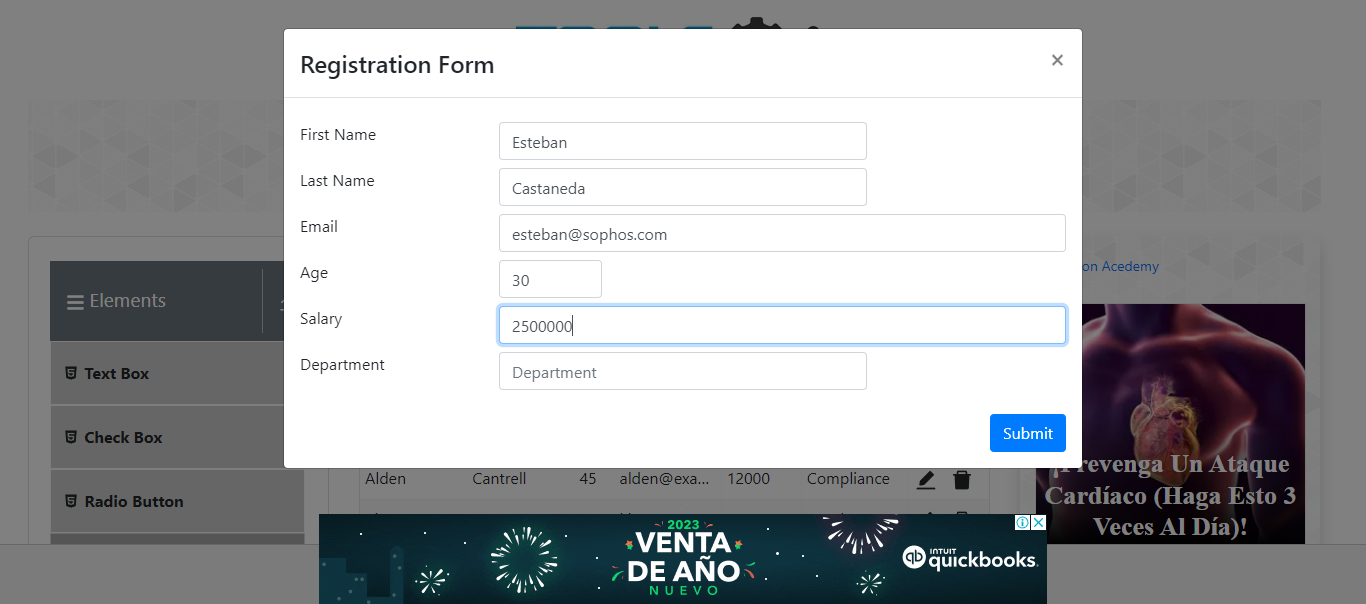 Registration Form ×
First Name Esteban
Last Name Castaneda
Email esteban@sophos.com
Age 30
Salary 2500000
Department Department
Submit
Elements
Text Box
Check Box
Radio Button
on Acedemy
Alden Cantrell 45 alden@exa... 12000 Compliance
¡Prevenga Un Ataque
Cardíaco (Haga Esto 3
Veces Al Día)!
2023
VENTA
DE AÑO
NUEVO
qb INTUIT
quickbooks.